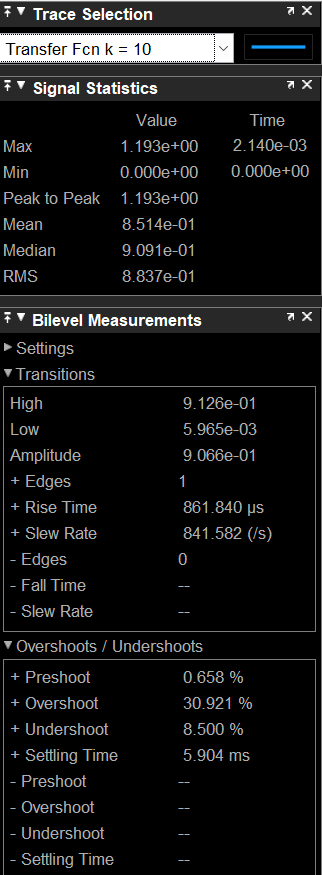 Trace Selection
Transfer Fcn k = 10
Signal Statistics
Value Time
Max 1.193e+00 2.140e-03
Min 0.000e+00 0.000e+00
Peak to Peak 1.193e+00
Mean 8.514e-01
Median 9.091e-01
RMS 8.837e-01
Bilevel Measurements
Settings
Transitions
High 9.126e-01
Low 5.965e-03
Amplitude 9.066e-01
+ Edges 1
+ Rise Time 861.840 µs
+ Slew Rate 841.582 (/s)
- Edges 0
- Fall Time --
- Slew Rate --
Overshoots / Undershoots
+ Preshoot 0.658 %
+ Overshoot 30.921 %
+ Undershoot 8.500 %
+ Settling Time 5.904 ms
- Preshoot --
- Overshoot --
- Undershoot --
- Settling Time --